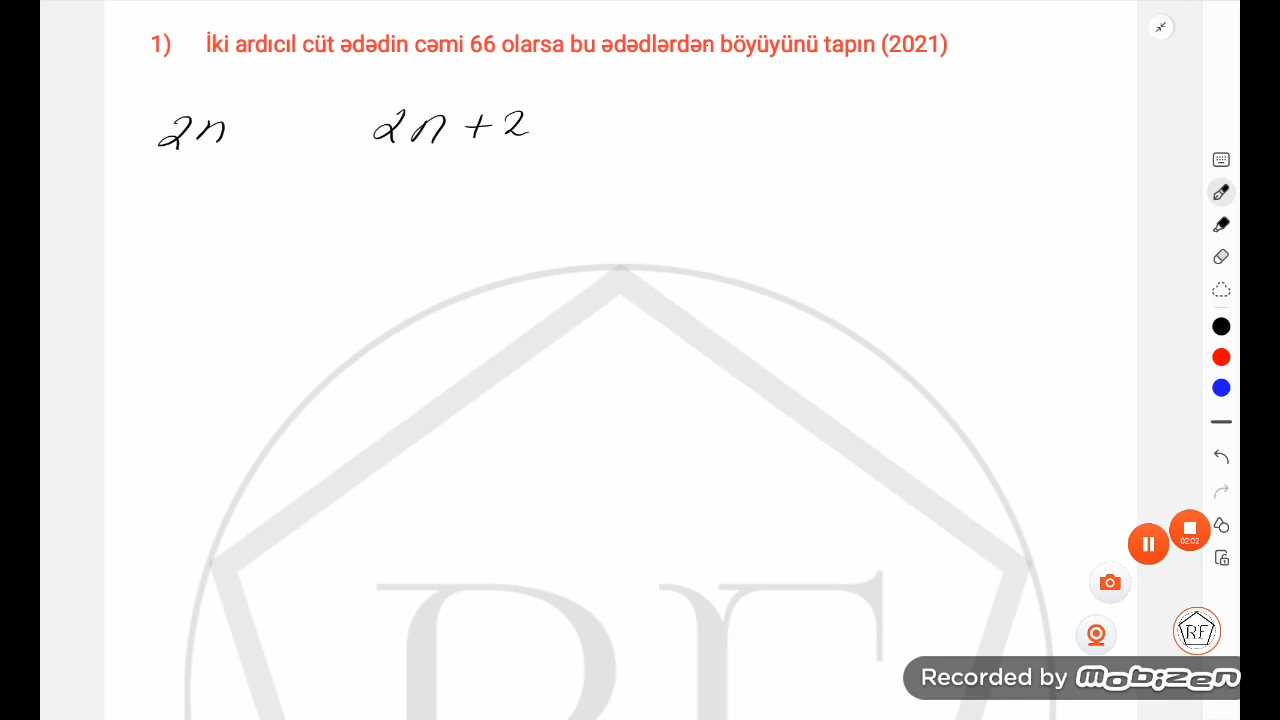 1) İki ardıcıl cüt ədədin cəmi 66 olarsa bu ədədlərdən böyüyünü tapın (2021)
2n 2n + 2
02:02
RF
RF
Recorded by Mobizen